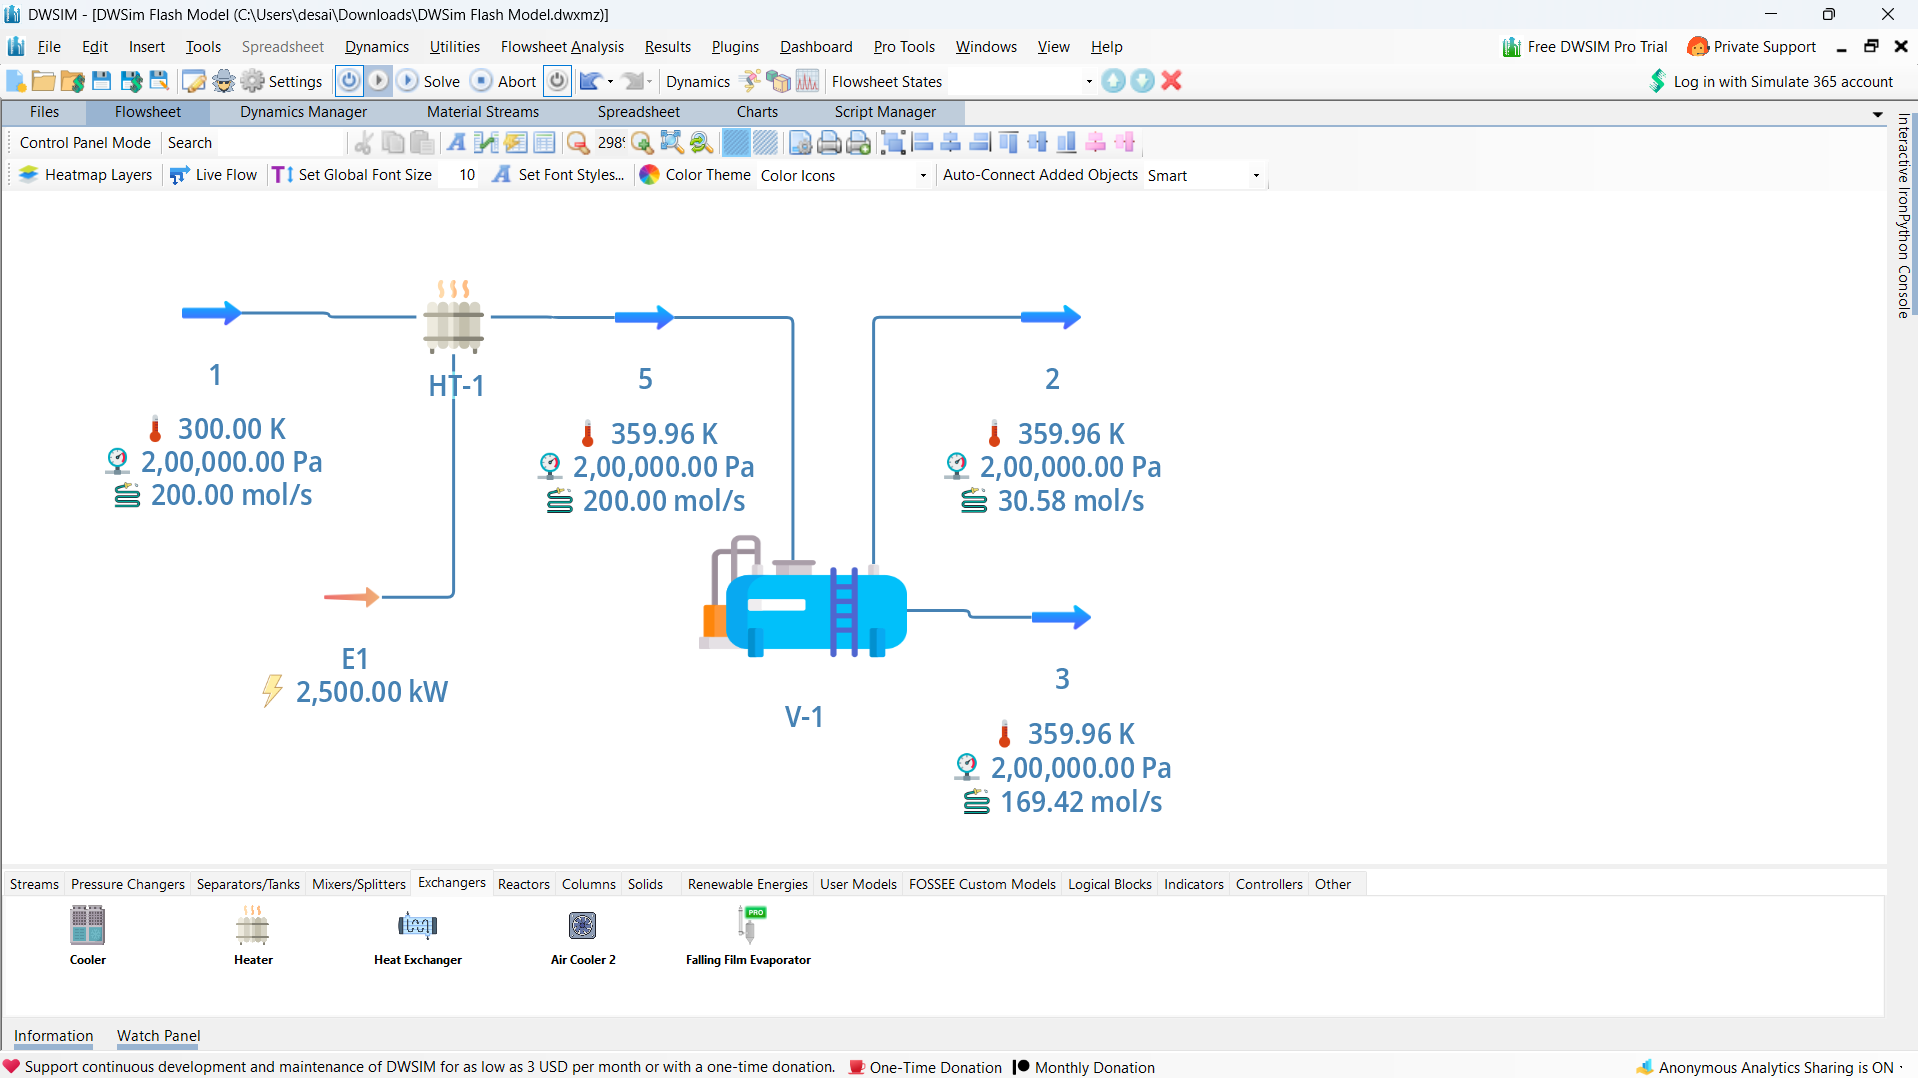 DWSIM - [DWSim Flash Model (C:\Users\desai\Downloads\DWSim Flash Model.dwxmz)]
File Edit Insert Tools Spreadsheet Dynamics Utilities Flowsheet Analysis Results Plugins Dashboard Pro Tools Windows View Help Free DWSIM Pro Trial Private Support
Settings Solve Abort Dynamics Flowsheet States Log in with Simulate 365 account
Files Flowsheet Dynamics Manager Material Streams Spreadsheet Charts Script Manager
Control Panel Mode Search 298%
Heatmap Layers Live Flow Set Global Font Size 10 Set Font Styles... Color Theme Color Icons Auto-Connect Added Objects Smart
Interactive IronPython Console
1
300.00 K
2,00,000.00 Pa
200.00 mol/s
HT-1
5
359.96 K
2,00,000.00 Pa
200.00 mol/s
2
359.96 K
2,00,000.00 Pa
30.58 mol/s
E1
2,500.00 kW
V-1
3
359.96 K
2,00,000.00 Pa
169.42 mol/s
Streams Pressure Changers Separators/Tanks Mixers/Splitters Exchangers Reactors Columns Solids Renewable Energies User Models FOSSEE Custom Models Logical Blocks Indicators Controllers Other
PRO
Cooler Heater Heat Exchanger Air Cooler 2 Falling Film Evaporator
Information Watch Panel
Support continuous development and maintenance of DWSIM for as low as 3 USD per month or with a one-time donation. One-Time Donation Monthly Donation Anonymous Analytics Sharing is ON